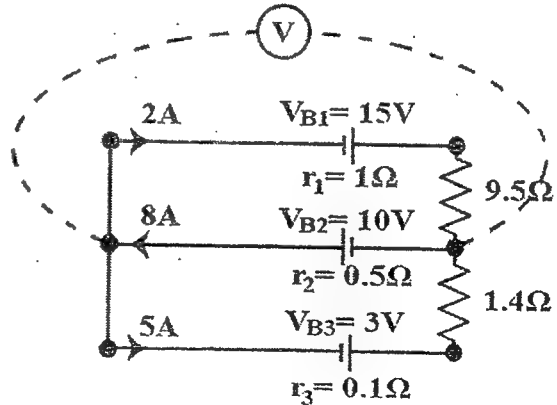 V
2A
V_B1= 15V
r₁= 1Ω
9.5Ω
8A
V_B2= 10V
r₂= 0.5Ω
1.4Ω
5A
V_B3= 3V
r₃= 0.1Ω